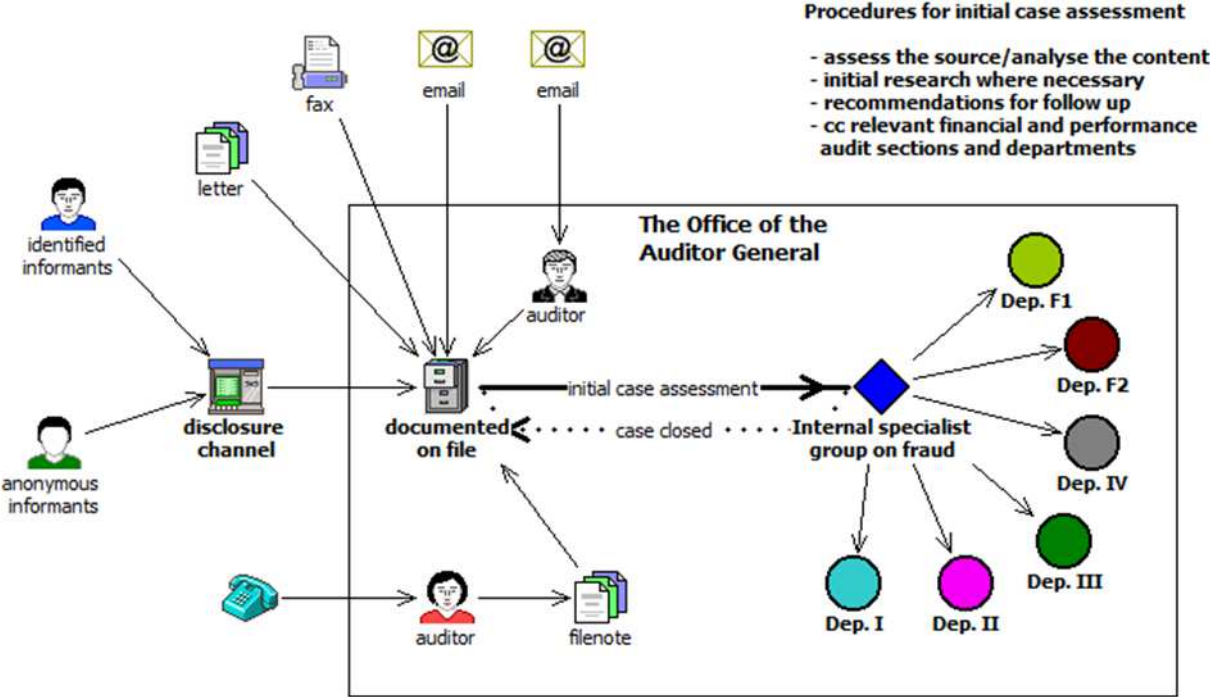 Procedures for initial case assessment
- assess the source/analyse the content
- initial research where necessary
- recommendations for follow up
- cc relevant financial and performance
audit sections and departments
@
@
email
email
fax
letter
identified
informants
The Office of the
Auditor General
auditor
Dep. F1
Dep. F2
initial case assessment
disclosure
channel
documented
on file
case closed
Internal specialist
group on fraud
Dep. IV
anonymous
informants
Dep. III
Dep. I
Dep. II
auditor
filenote